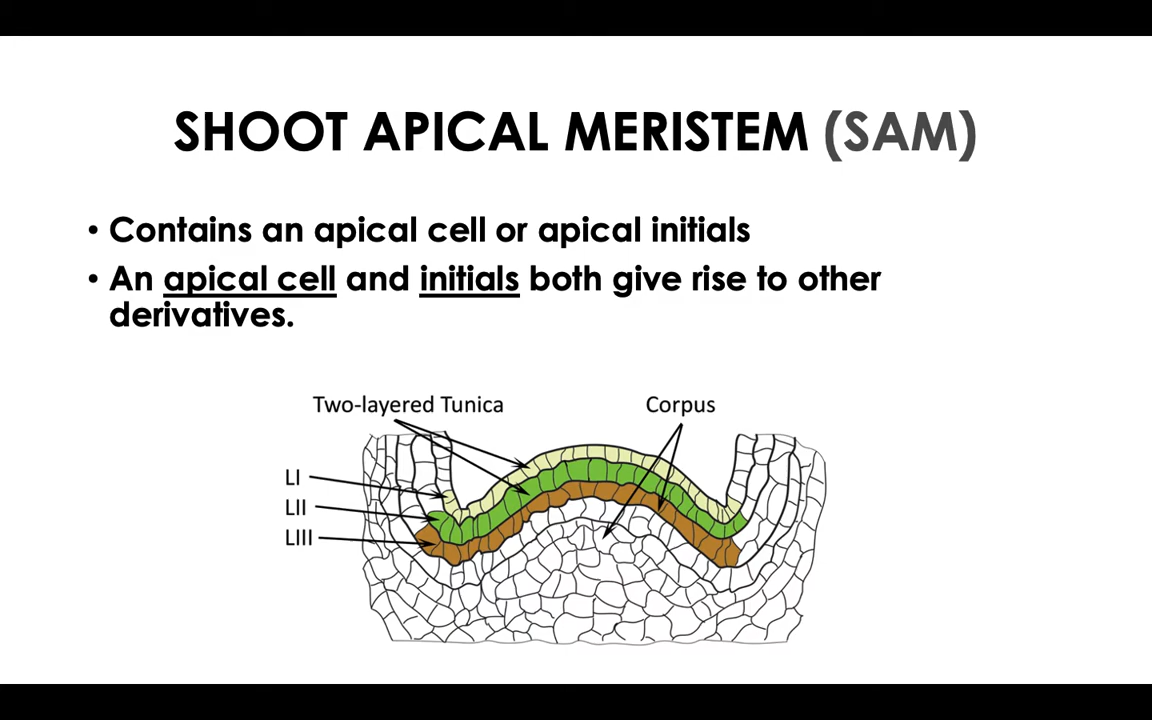 SHOOT APICAL MERISTEM (SAM)
• Contains an apical cell or apical initials
• An apical cell and initials both give rise to other
derivatives.
Two-layered Tunica
Corpus
LI
LII
LIII